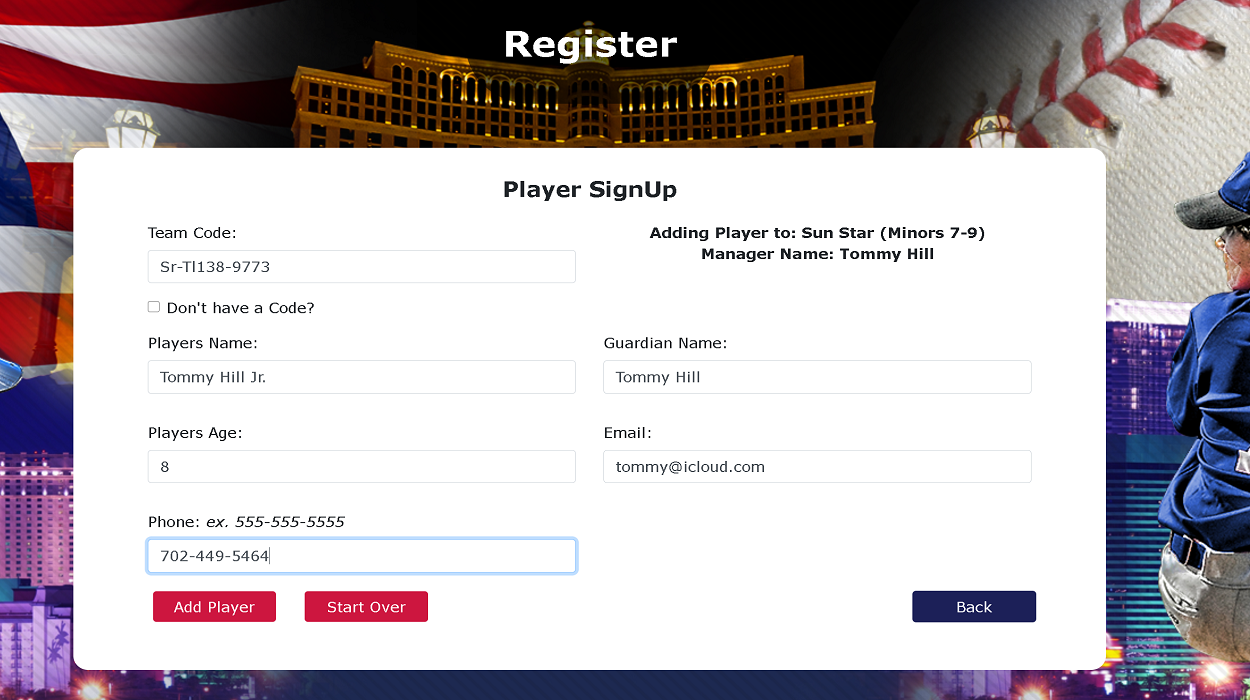 Register
Player SignUp
Team Code:
Adding Player to: Sun Star (Minors 7-9)
Manager Name: Tommy Hill
Sr-Tl138-9773
Don't have a Code?
Players Name:
Guardian Name:
Tommy Hill Jr.
Tommy Hill
Players Age:
Email:
8
tommy@icloud.com
Phone: ex. 555-555-5555
702-449-5464
Add Player
Start Over
Back